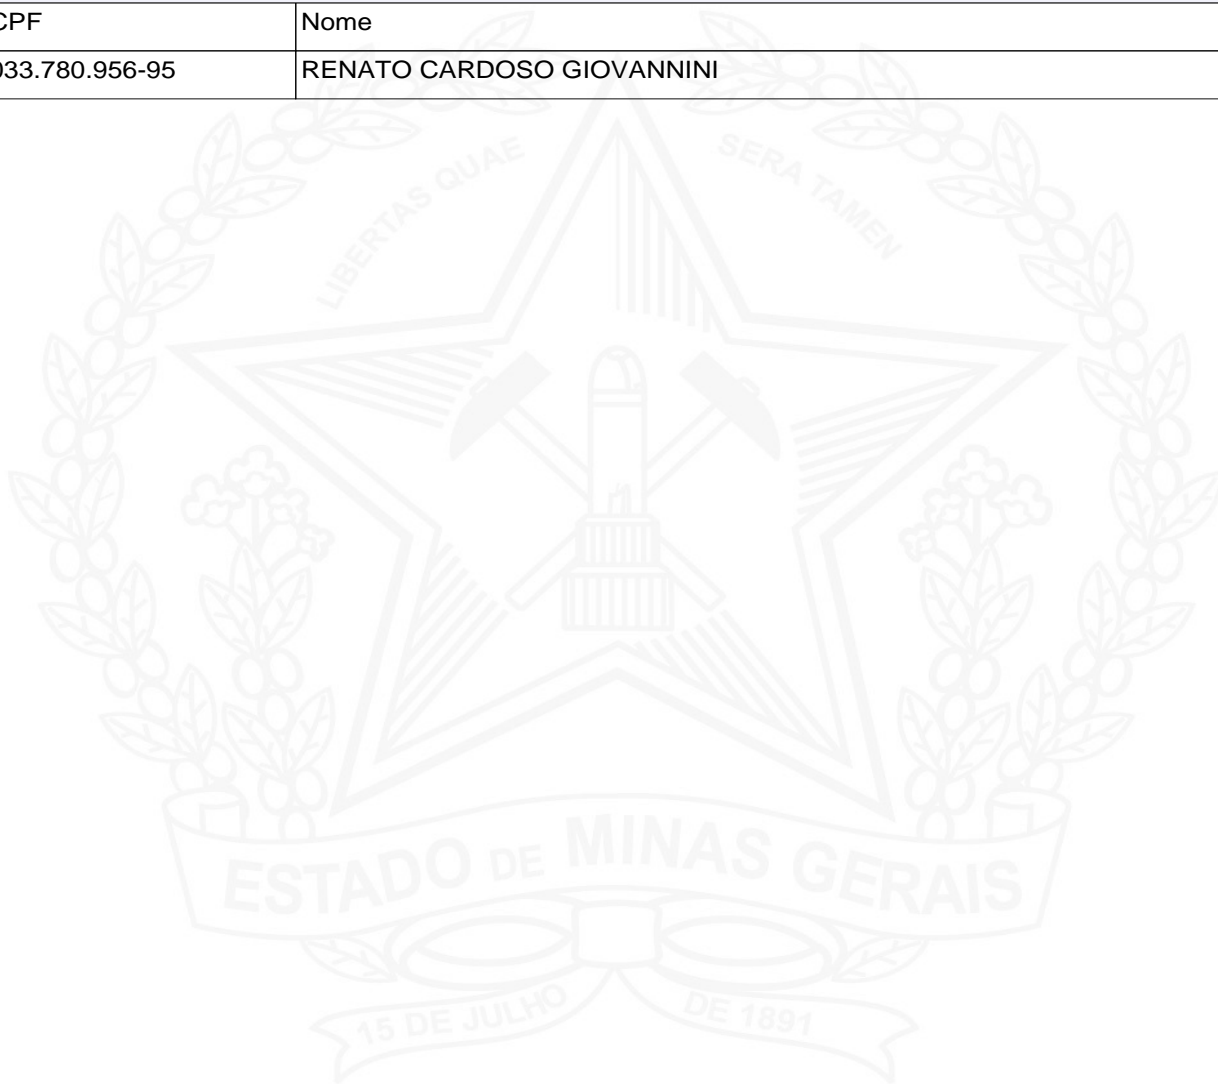 CPF Nome
033.780.956-95 RENATO CARDOSO GIOVANNINI
LIBERTAS QUAE SERA TAMEN
ESTADO DE MINAS GERAIS
15 DE JULHO DE 1891